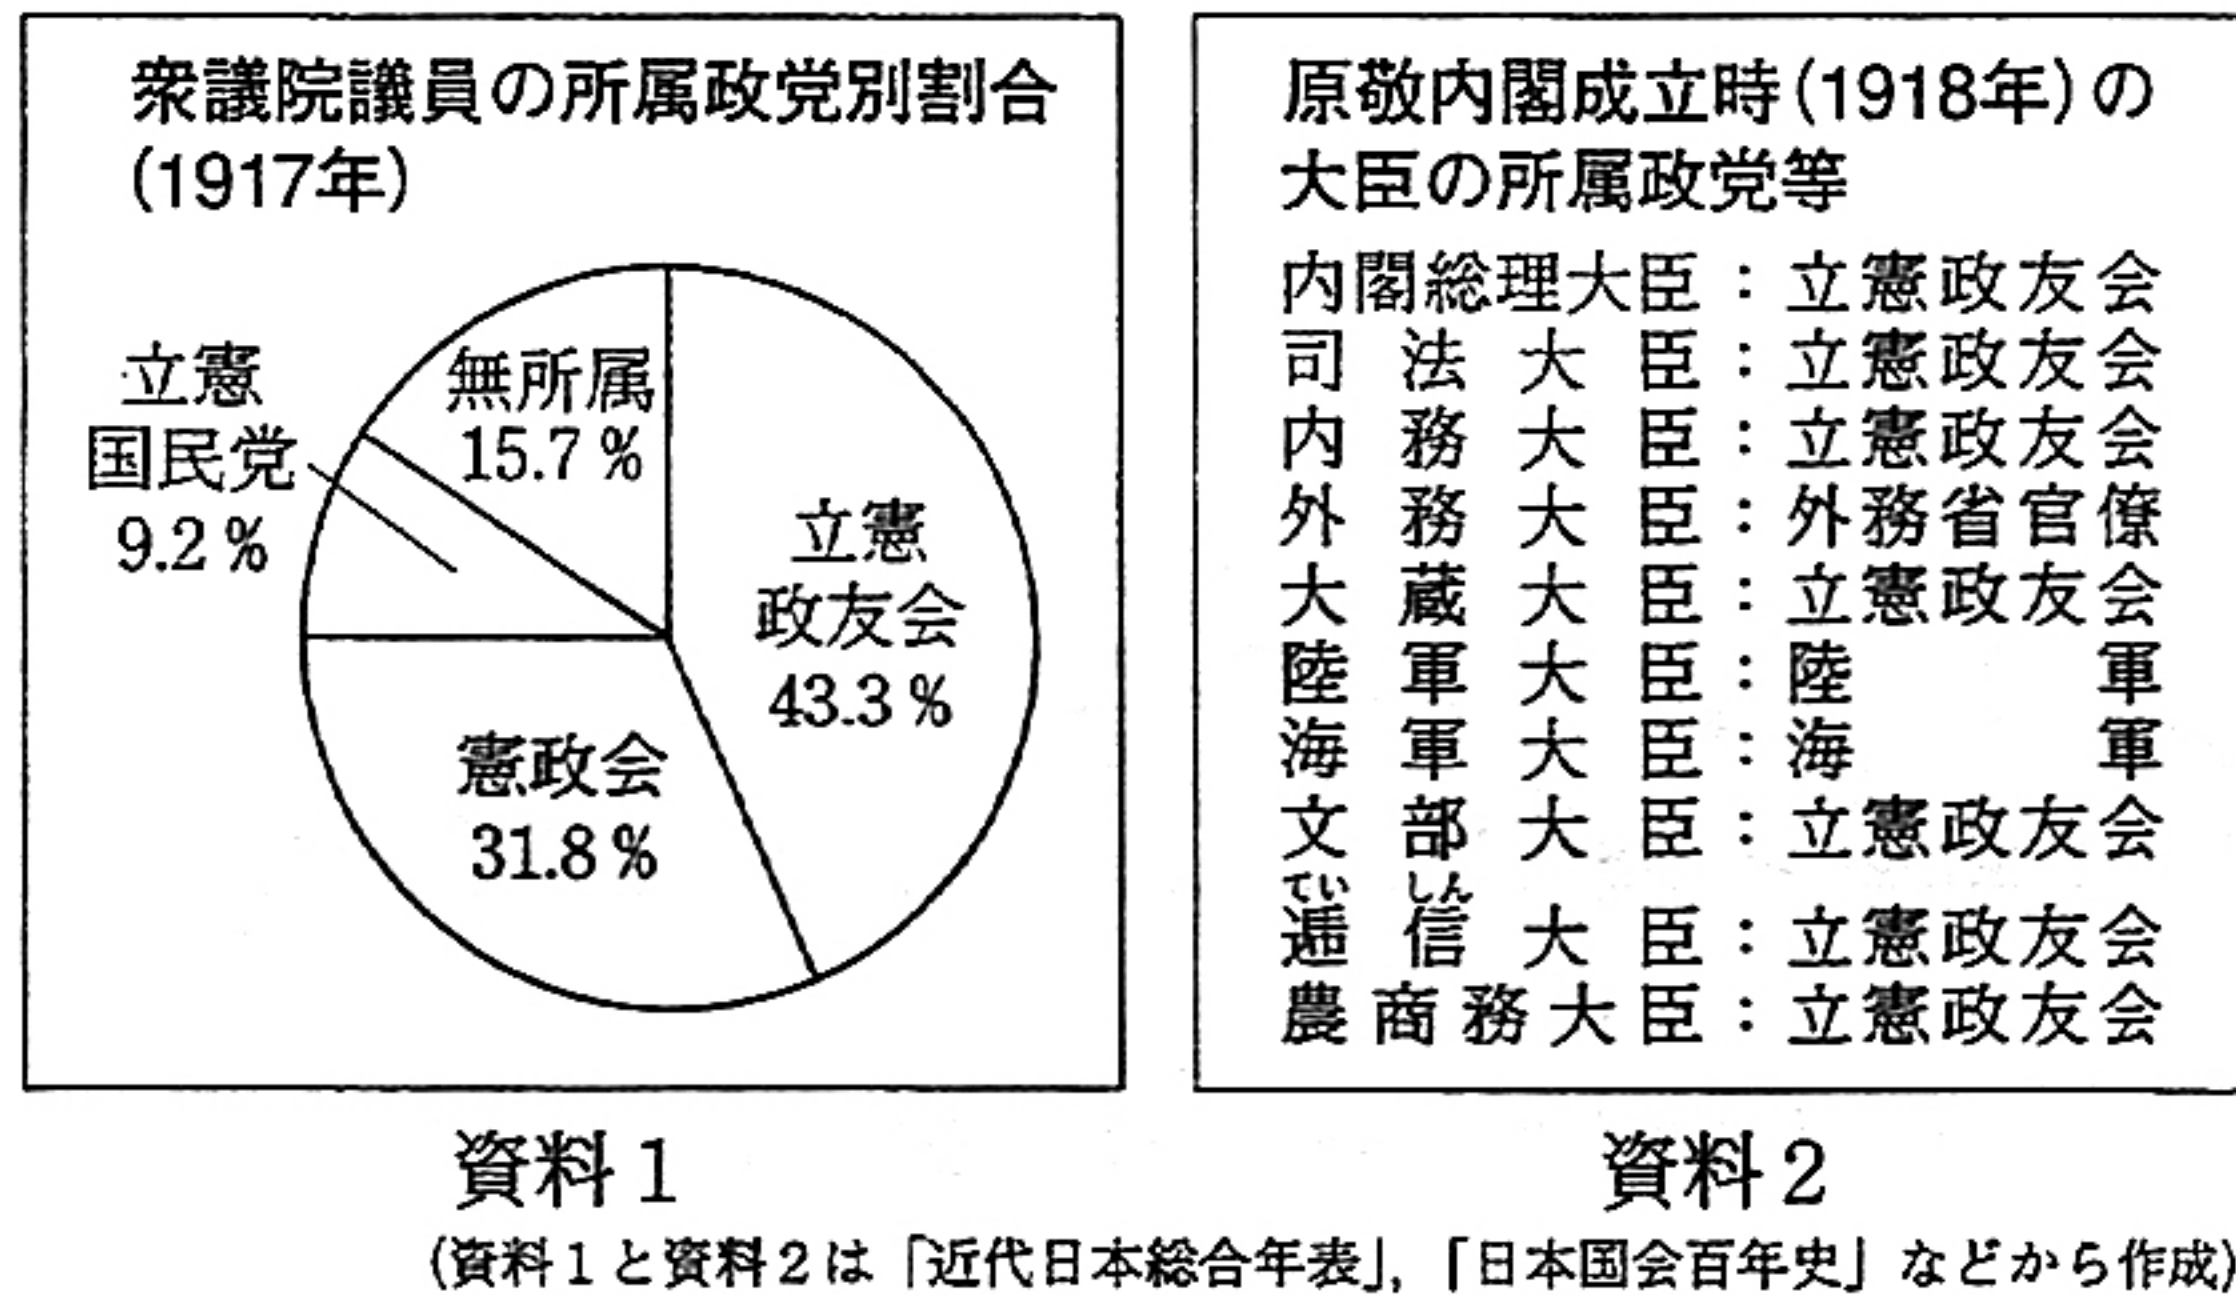 衆議院議員の所属政党別割合
(1917年)
立憲
国民党
9.2%
無所属
15.7%
立憲
政友会
43.3%
憲政会
31.8%
資料1
原敬内閣成立時(1918年)の
大臣の所属政党等
内閣総理大臣：立憲政友会
司法大臣：立憲政友会
内務大臣：立憲政友会
外務大臣：外務省官僚
大蔵大臣：立憲政友会
陸軍大臣：陸軍
海軍大臣：海軍
文部大臣：立憲政友会
てい しん
逓信大臣：立憲政友会
農商務大臣：立憲政友会
資料2
(資料1と資料2は「近代日本総合年表」,「日本国会百年史」などから作成)